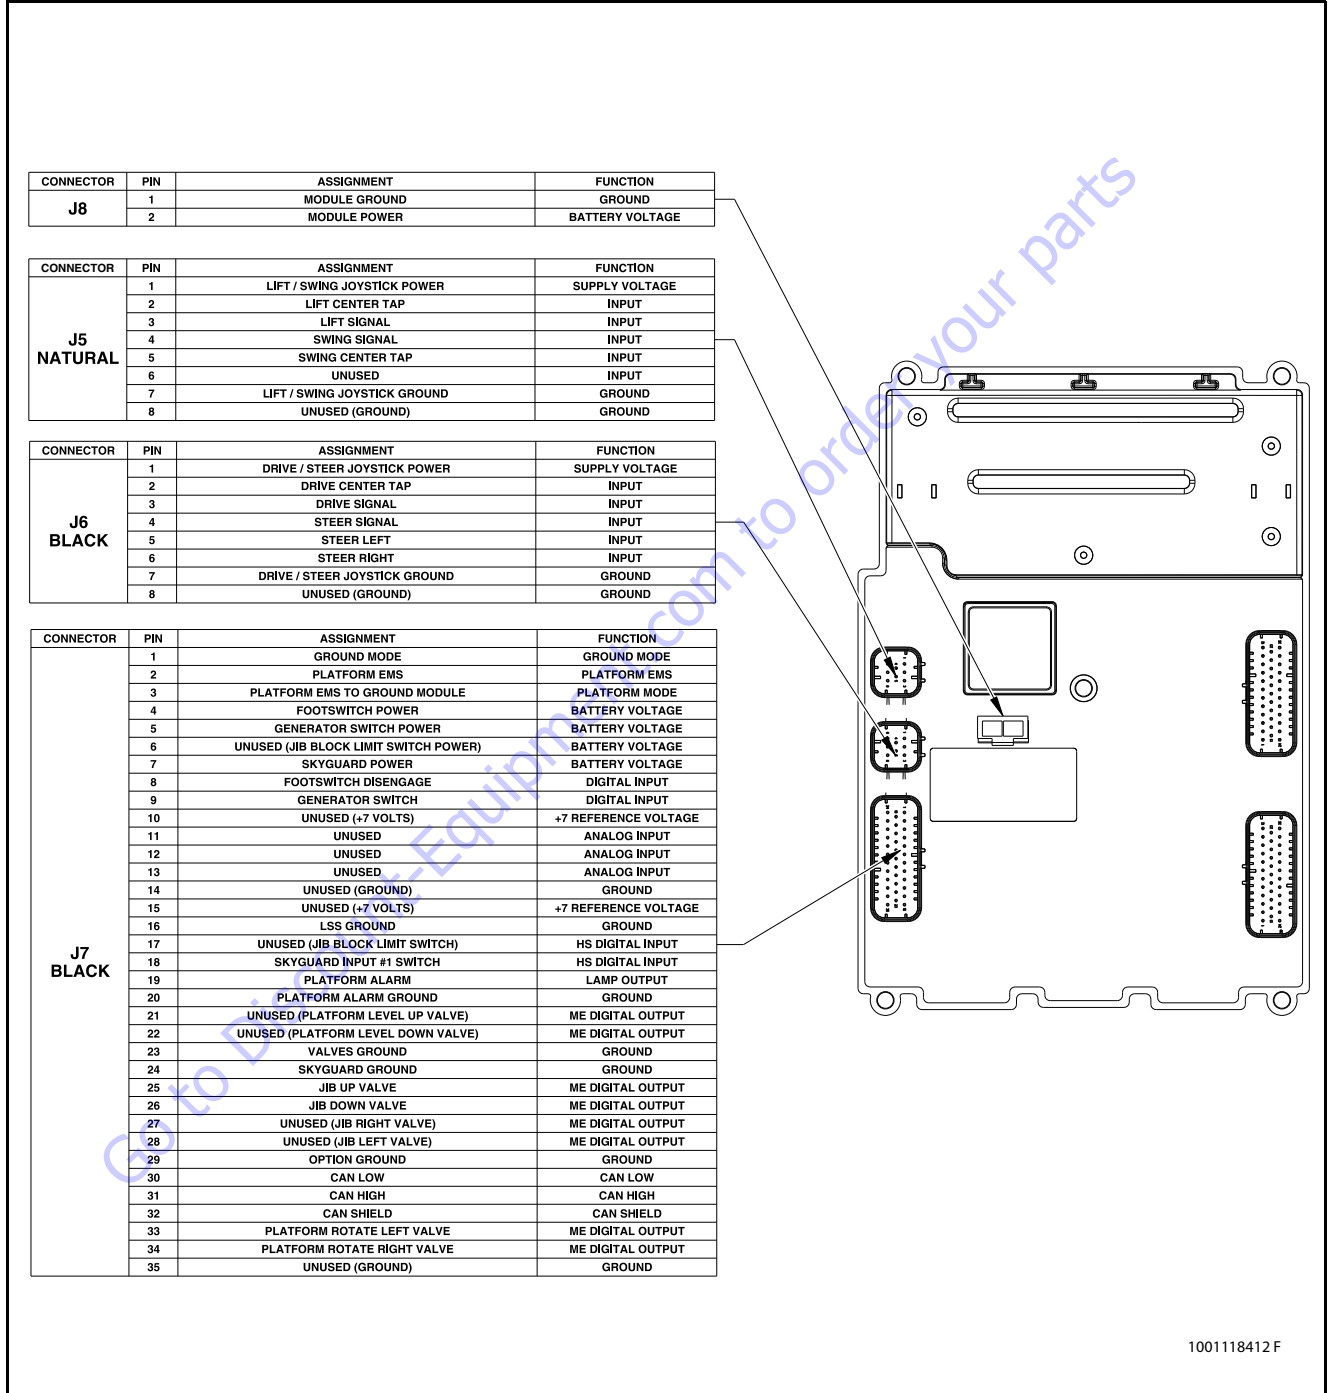 CONNECTOR PIN ASSIGNMENT FUNCTION
J8
1 MODULE GROUND GROUND
2 MODULE POWER BATTERY VOLTAGE
CONNECTOR PIN ASSIGNMENT FUNCTION
J5
NATURAL
1 LIFT / SWING JOYSTICK POWER SUPPLY VOLTAGE
2 LIFT CENTER TAP INPUT
3 LIFT SIGNAL INPUT
4 SWING SIGNAL INPUT
5 SWING CENTER TAP INPUT
6 UNUSED INPUT
7 LIFT / SWING JOYSTICK GROUND GROUND
8 UNUSED (GROUND) GROUND
CONNECTOR PIN ASSIGNMENT FUNCTION
J6
BLACK
1 DRIVE / STEER JOYSTICK POWER SUPPLY VOLTAGE
2 DRIVE CENTER TAP INPUT
3 DRIVE SIGNAL INPUT
4 STEER SIGNAL INPUT
5 STEER LEFT INPUT
6 STEER RIGHT INPUT
7 DRIVE / STEER JOYSTICK GROUND GROUND
8 UNUSED (GROUND) GROUND
CONNECTOR PIN ASSIGNMENT FUNCTION
J7
BLACK
1 GROUND MODE GROUND MODE
2 PLATFORM EMS PLATFORM EMS
3 PLATFORM EMS TO GROUND MODULE PLATFORM MODE
4 FOOTSWITCH POWER BATTERY VOLTAGE
5 GENERATOR SWITCH POWER BATTERY VOLTAGE
6 UNUSED (JIB BLOCK LIMIT SWITCH POWER) BATTERY VOLTAGE
7 SKYGUARD POWER BATTERY VOLTAGE
8 FOOTSWITCH DISENGAGE DIGITAL INPUT
9 GENERATOR SWITCH DIGITAL INPUT
10 UNUSED (+7 VOLTS) +7 REFERENCE VOLTAGE
11 UNUSED ANALOG INPUT
12 UNUSED ANALOG INPUT
13 UNUSED ANALOG INPUT
14 UNUSED (GROUND) GROUND
15 UNUSED (+7 VOLTS) +7 REFERENCE VOLTAGE
16 LSS GROUND GROUND
17 UNUSED (JIB BLOCK LIMIT SWITCH) HS DIGITAL INPUT
18 SKYGUARD INPUT #1 SWITCH HS DIGITAL INPUT
19 PLATFORM ALARM LAMP OUTPUT
20 PLATFORM ALARM GROUND GROUND
21 UNUSED (PLATFORM LEVEL UP VALVE) ME DIGITAL OUTPUT
22 UNUSED (PLATFORM LEVEL DOWN VALVE) ME DIGITAL OUTPUT
23 VALVES GROUND GROUND
24 SKYGUARD GROUND GROUND
25 JIB UP VALVE ME DIGITAL OUTPUT
26 JIB DOWN VALVE ME DIGITAL OUTPUT
27 UNUSED (JIB RIGHT VALVE) ME DIGITAL OUTPUT
28 UNUSED (JIB LEFT VALVE) ME DIGITAL OUTPUT
29 OPTION GROUND GROUND
30 CAN LOW CAN LOW
31 CAN HIGH CAN HIGH
32 CAN SHIELD CAN SHIELD
33 PLATFORM ROTATE LEFT VALVE ME DIGITAL OUTPUT
34 PLATFORM ROTATE RIGHT VALVE ME DIGITAL OUTPUT
35 UNUSED (GROUND) GROUND
Go to Discount-Equipment.com to order your parts
1001118412 F